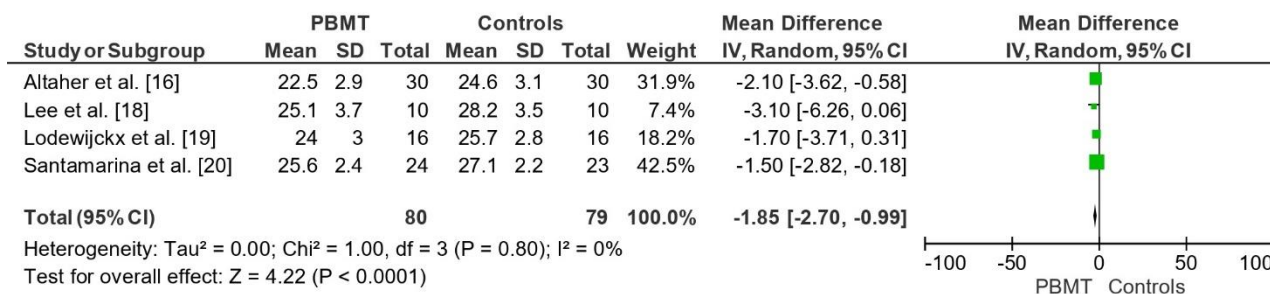 PBMT Controls Mean Difference Mean Difference
Study or Subgroup Mean SD Total Mean SD Total Weight IV, Random, 95% CI IV, Random, 95% CI
Altaher et al. [16] 22.5 2.9 30 24.6 3.1 30 31.9% -2.10 [-3.62, -0.58]
Lee et al. [18] 25.1 3.7 10 28.2 3.5 10 7.4% -3.10 [-6.26, 0.06]
Lodewijckx et al. [19] 24 3 16 25.7 2.8 16 18.2% -1.70 [-3.71, 0.31]
Santamarina et al. [20] 25.6 2.4 24 27.1 2.2 23 42.5% -1.50 [-2.82, -0.18]
Total (95% CI) 80 79 100.0% -1.85 [-2.70, -0.99]
Heterogeneity: Tau² = 0.00; Chi² = 1.00, df = 3 (P = 0.80); I² = 0%
Test for overall effect: Z = 4.22 (P < 0.0001)
-100 -50 0 50 100
PBMT Controls